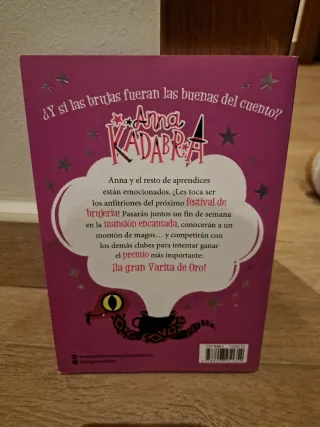 ¿Y si las brujas fueran las buenas del cuento?
Anna
KADABRA
Anna y el resto de aprendices
están emocionados. ¡Les toca ser
los anfitriones del próximo festival de
brujería! Pasarán juntos un fin de semana
en la mansión encantada, conocerán a un
montón de magos... y competirán con
los demás clubes para intentar ganar
el premio más importante:
¡la gran Varita de Oro!